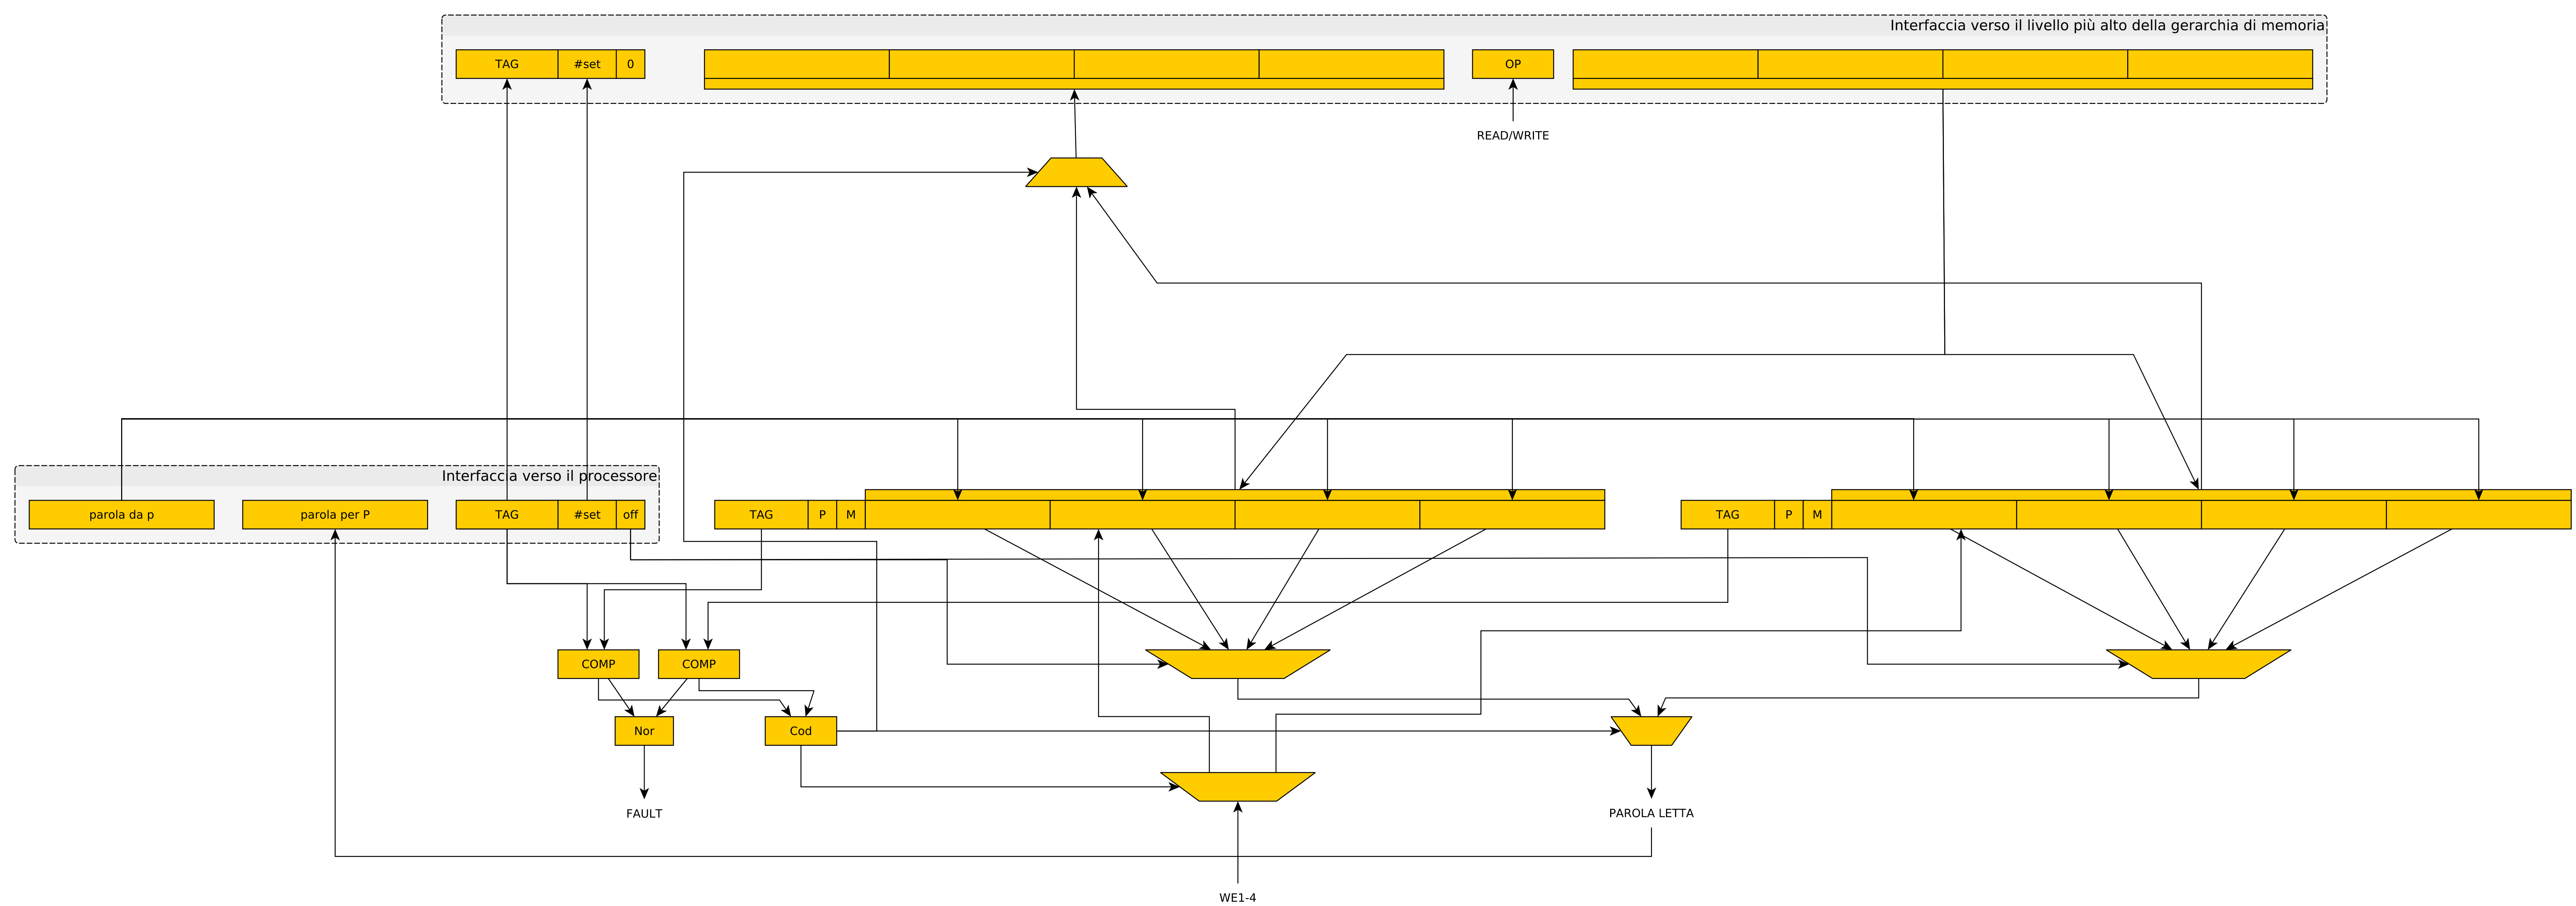 Interfaccia verso il livello più alto della gerarchia di memoria
TAG #set 0 OP
READ/WRITE
Interfaccia verso il processore
parola da p parola per P TAG #set off TAG P M TAG P M
COMP COMP
Nor Cod
FAULT PAROLA LETTA
WE1-4